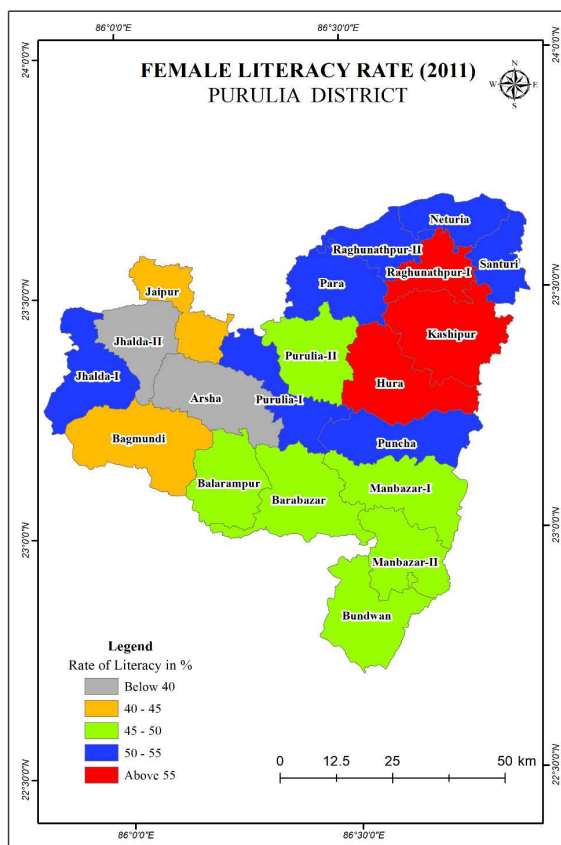 86°0'0"E 86°30'0"E
24°0'0"N 24°0'0"N
FEMALE LITERACY RATE (2011)
PURULIA DISTRICT
N
W E
S
Neturia
Raghunathpur-II
Santuri
Raghunathpur-I
Para
Jaipur
23°30'0"N 23°30'0"N
Kashipur
Jhalda-II
Purulia-II
Jhalda-I
Hura
Arsha
Purulia-I
Bagmundi
Puncha
Balarampur
Manbazar-I
Barabazar
23°0'0"N 23°0'0"N
Manbazar-II
Bundwan
Legend
Rate of Literacy in %
Below 40
40 - 45
45 - 50
50 - 55
Above 55
0 12.5 25 50 km
22°30'0"N 22°30'0"N
86°0'0"E 86°30'0"E